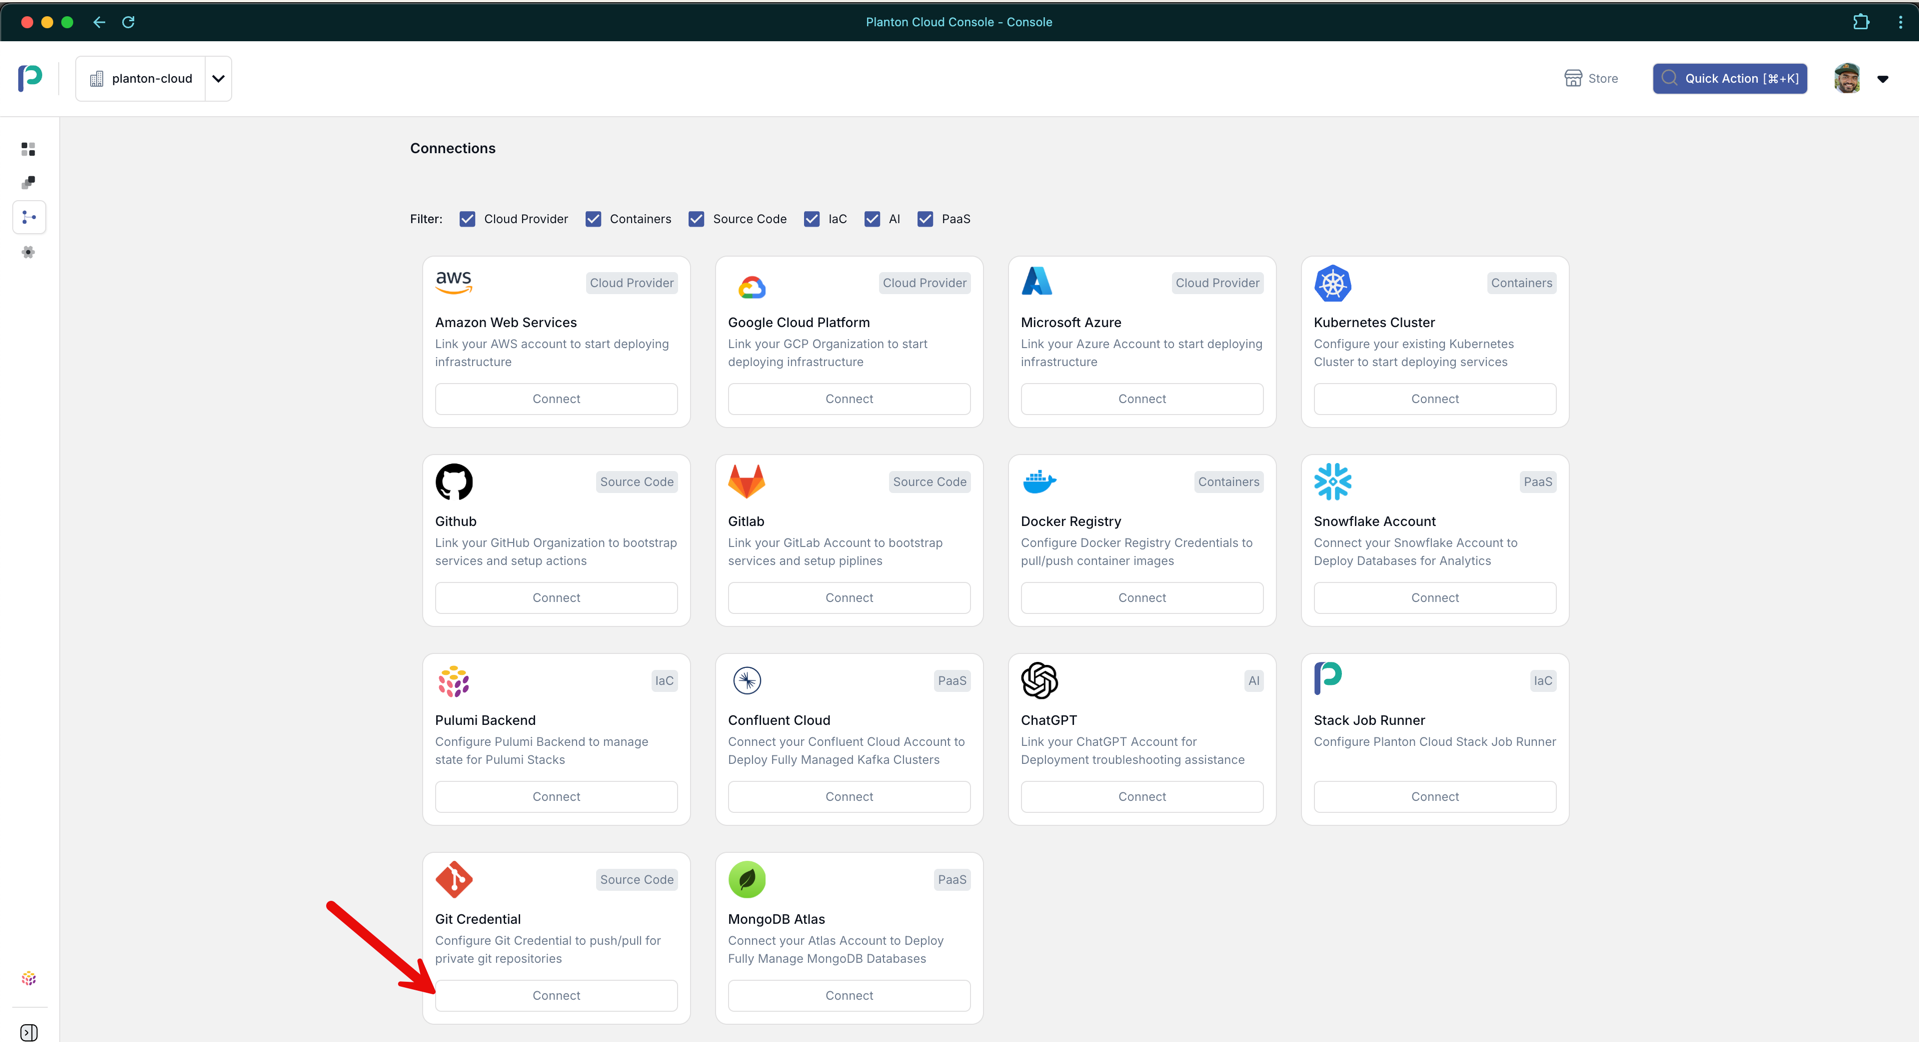 Planton Cloud Console - Console
planton-cloud
Store
Quick Action [⌘+K]
Connections
Filter:
Cloud Provider
Containers
Source Code
IaC
AI
PaaS
aws
Cloud Provider
Amazon Web Services
Link your AWS account to start deploying
infrastructure
Connect
Cloud Provider
Google Cloud Platform
Link your GCP Organization to start
deploying infrastructure
Connect
Cloud Provider
Microsoft Azure
Link your Azure Account to start deploying
infrastructure
Connect
Containers
Kubernetes Cluster
Configure your existing Kubernetes
Cluster to start deploying services
Connect
Source Code
Github
Link your GitHub Organization to bootstrap
services and setup actions
Connect
Source Code
Gitlab
Link your GitLab Account to bootstrap
services and setup piplines
Connect
Containers
Docker Registry
Configure Docker Registry Credentials to
pull/push container images
Connect
PaaS
Snowflake Account
Connect your Snowflake Account to
Deploy Databases for Analytics
Connect
IaC
Pulumi Backend
Configure Pulumi Backend to manage
state for Pulumi Stacks
Connect
PaaS
Confluent Cloud
Connect your Confluent Cloud Account to
Deploy Fully Managed Kafka Clusters
Connect
AI
ChatGPT
Link your ChatGPT Account for
Deployment troubleshooting assistance
Connect
IaC
Stack Job Runner
Configure Planton Cloud Stack Job Runner
Connect
Source Code
Git Credential
Configure Git Credential to push/pull for
private git repositories
Connect
PaaS
MongoDB Atlas
Connect your Atlas Account to Deploy
Fully Manage MongoDB Databases
Connect